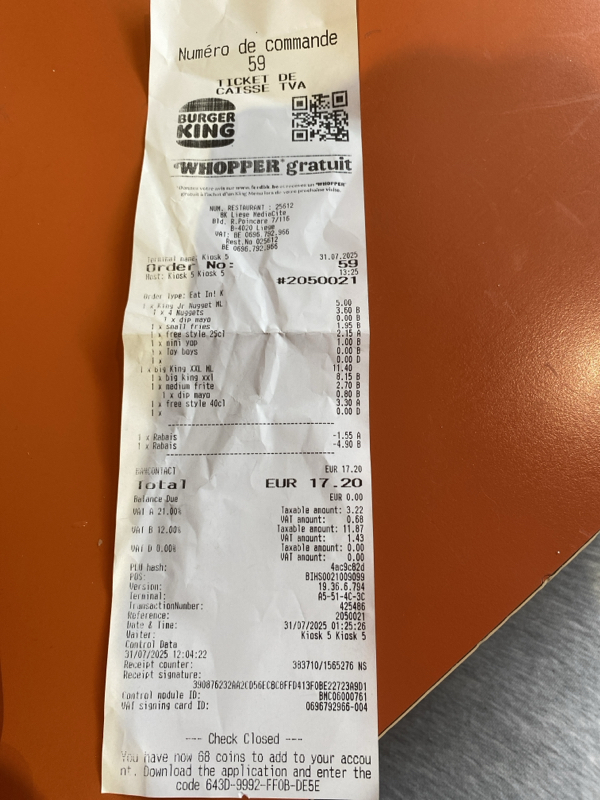 Numéro de commande
59
TICKET DE
CAISSE TVA
BURGER
KING
WHOPPER gratuit
NUM. RESTAURANT : 25612
BK Liege MediaCite
Bld. R.Poincare 7/116
B-4020 Liege
VAT: BE 0696.792.966
Rest.No 025612
BE 0696.792.966
Terminal name: Kiosk 5 31.07.2025
Order No: 59
Host: Kiosk 5 Kiosk 5 13:25
#2050021
Order Type: Eat In! K
1 x King Jr Nugget ML 5.00
1 x 4 Nuggets 3.60 B
1 x dip mayo 0.00 B
1 x small fries 1.95 B
1 x free style 25cl 2.15 A
1 x mini yop 1.00 B
1 x Toy boys 0.00 B
1 x 0.00 D
1 x big King XXL ML 11.40
1 x big king xxl 8.15 B
1 x medium frite 2.70 B
1 x dip mayo 0.80 B
1 x free style 40cl 3.30 A
1 x 0.00 D
1 x Rabais -1.55 A
1 x Rabais -4.90 B
BANCONTACT EUR 17.20
Total EUR 17.20
Balance Due EUR 0.00
VAT A 21.00% Taxable amount: 3.22
VAT amount: 0.68
VAT B 12.00% Taxable amount: 11.87
VAT amount: 1.43
VAT D 0.00% Taxable amount: 0.00
VAT amount: 0.00
PLU hash: 4ac9c82d
POS: BIHS0021009099
Version: 19.36.6.794
Terminal: A5-51-4C-3C
TransactionNumber: 425486
Reference: 2050021
Date & Time: 31/07/2025 01:25:26
Waiter: Kiosk 5 Kiosk 5
Control Data
31/07/2025 12:04:22
Receipt counter: 383710/1565276 NS
Receipt signature:
390876232AA2CD56EC8C8FFD413F0BE22723A9D1
Control module ID: BMC06000761
VAT signing card ID: 0696792966-004
--- Check Closed ---
You have now 68 coins to add to your accou
nt. Download the application and enter the
code 643D-9992-FF0B-DE5E